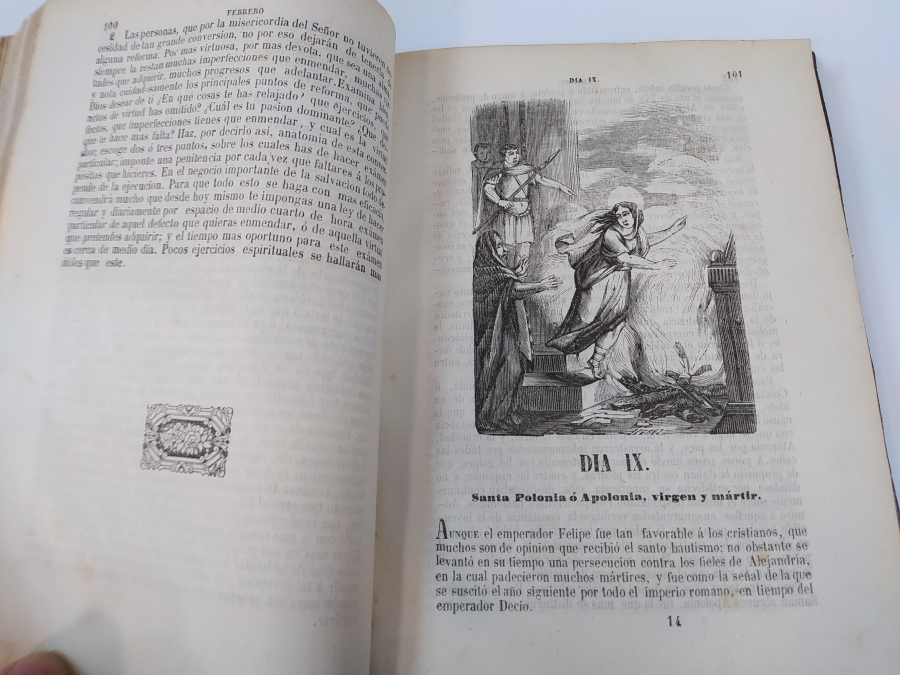 100
FEBRERO
2 Las personas, que por la misericordia del Señor no tuvieren
cesidad de tan grande conversion, no por eso dejarán de tener
alguna reforma. Por mas virtuosa, por mas devota, que sea una
siempre la restan muchas imperfecciones que enmendar, muchas
tudes que adquirir, muchos progresos que adelantar. Examina
y nota cuidadosamente los principales puntos de reforma, que
Dios desear de ti ¿En qué cosas te has relajado? que ejercicios, que
actos de virtud has omitido? ¿Cuál es tu pasion dominante? ¿Que
fectos, que imperfecciones tienes que enmendar, y cual es la virtud
que te hace mas falta? Haz, por decirlo así, anatomía de
escoge dos ó tres puntos, sobre los cuales has de hacer
particular; imponte una penitencia por cada vez que faltares á los
pósitos que hicieres. En el negocio importante de la salvacion todo
pende de la ejecucion. Para que todo esto se haga con mas eficacia,
convendrá mucho que desde hoy mismo te impongas una ley de hacer
regular y diariamente por espacio de medio cuarto de hora exámen
particular de aquel defecto que quieras enmendar, ó de aquella virtud
que pretendes adquirir; y el tiempo mas oportuno para este exámen
es cerca de medio dia. Pocos ejercicios espirituales se hallarán mas
útiles que este.
DIA IX.
101
DIA IX.
Santa Polonia ó Apolonia, virgen y mártir.
AUNQUE el emperador Felipe fue tan favorable á los cristianos, que
muchos son de opinion que recibió el santo bautismo; no obstante se
levantó en su tiempo una persecucion contra los fieles de Alejandría,
en la cual padecieron muchos mártires, y fue como la señal de la que
se suscitó el año siguiente por todo el imperio romano, en tiempo del
emperador Decio.
14